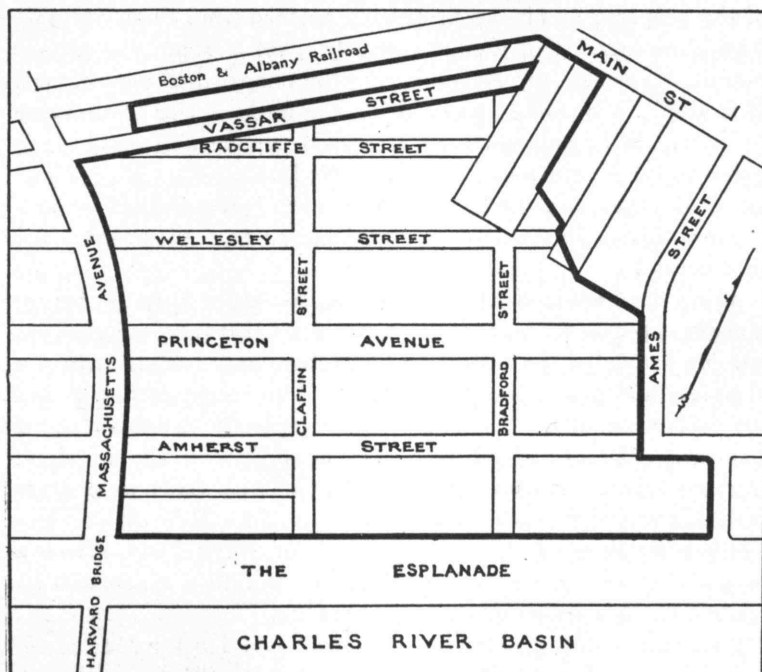 Boston & Albany Railroad
MAIN ST
VASSAR STREET
RADCLIFFE STREET
WELLESLEY STREET
AVENUE
STREET
STREET
STREET
PRINCETON AVENUE
MASSACHUSETTS
CLAFLIN
BRADFORD
AMES
AMHERST STREET
HARVARD BRIDGE
THE ESPLANADE
CHARLES RIVER BASIN